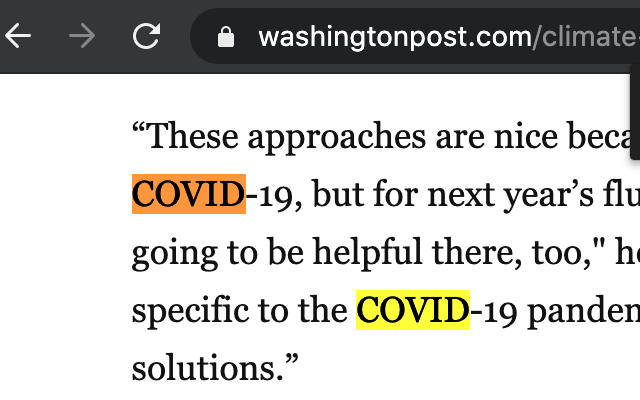 washingtonpost.com/climate-
“These approaches are nice beca
COVID-19, but for next year’s flu
going to be helpful there, too," h
specific to the COVID-19 pandem
solutions.”